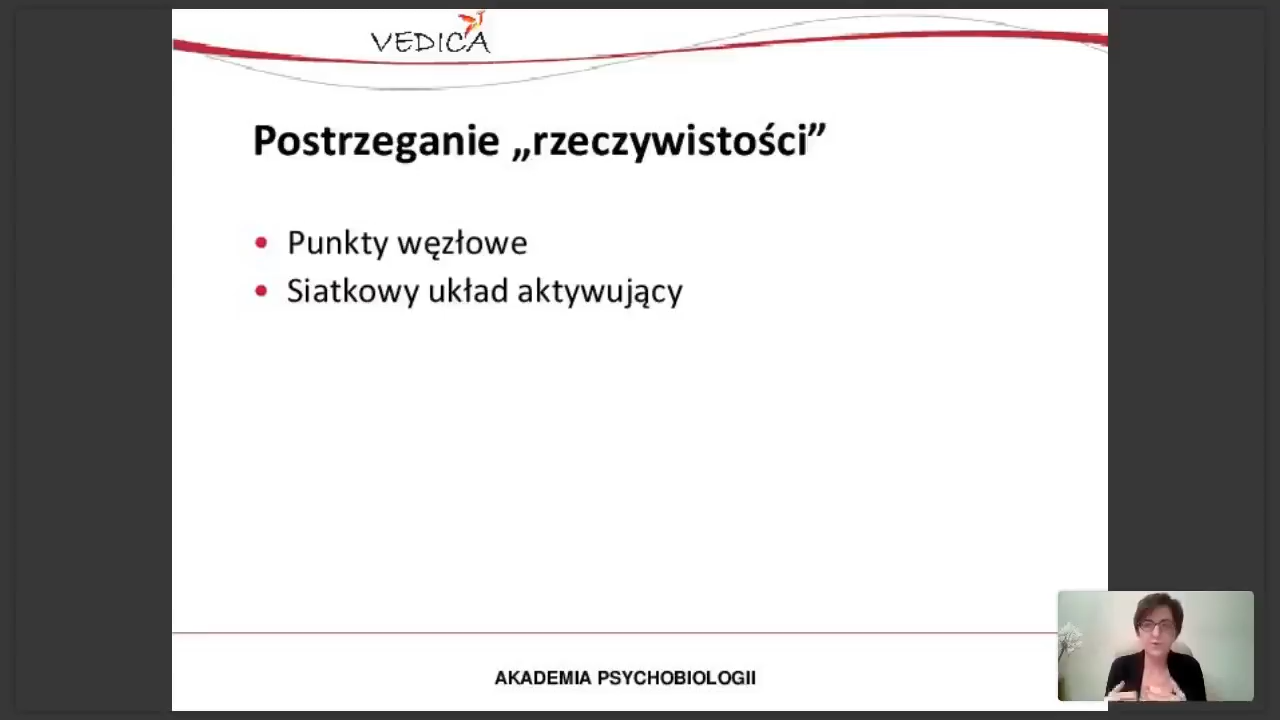 VEDICA
Postrzeganie „rzeczywistości”
• Punkty węzłowe
• Siatkowy układ aktywujący
AKADEMIA PSYCHOBIOLOGII